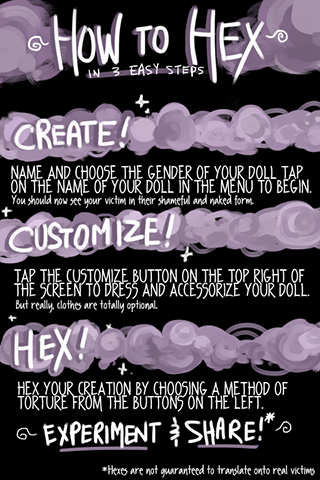 HOW TO HEX
IN 3 EASY STEPS
CREATE!
NAME AND CHOOSE THE GENDER OF YOUR DOLL TAP
ON THE NAME OF YOUR DOLL IN THE MENU TO BEGIN.
You should now see your victim in their shameful and naked form.
CUSTOMIZE!
TAP THE CUSTOMIZE BUTTON ON THE TOP RIGHT OF
THE SCREEN TO DRESS AND ACCESSORIZE YOUR DOLL.
But really, clothes are totally optional.
HEX!
HEX YOUR CREATION BY CHOOSING A METHOD OF
TORTURE FROM THE BUTTONS ON THE LEFT.
EXPERIMENT & SHARE!*
*Hexes are not guaranteed to translate onto real victims